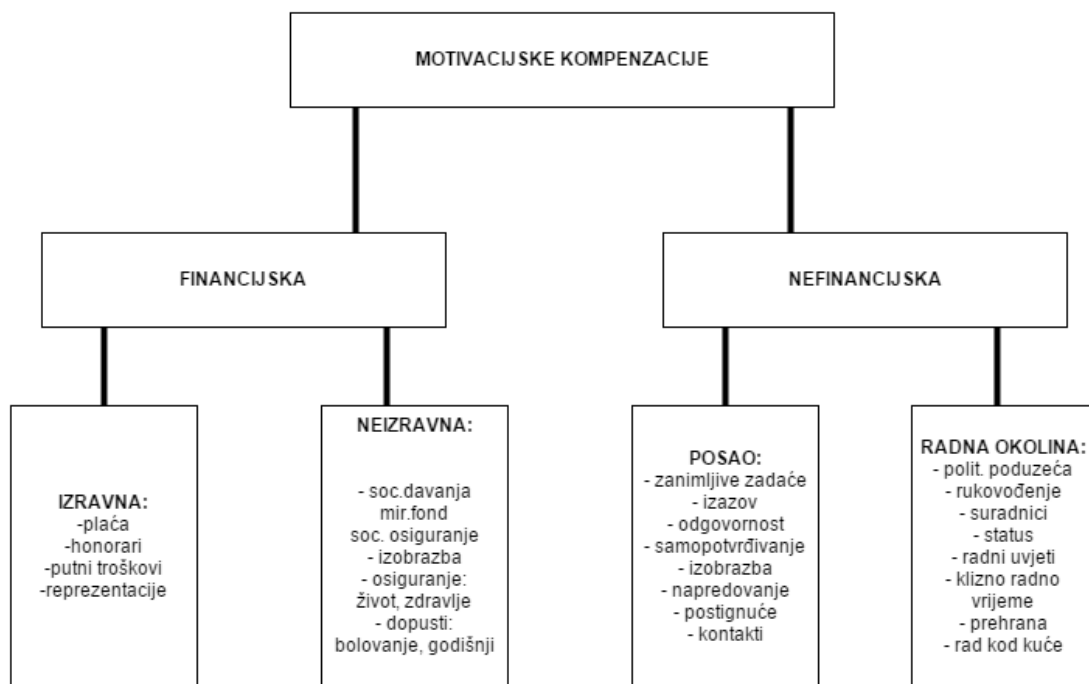 MOTIVACIJSKE KOMPENZACIJE
FINANCIJSKA
NEFINANCIJSKA
IZRAVNA:
-plaća
-honorari
-putni troškovi
-reprezentacije
NEIZRAVNA:
- soc.davanja
mir.fond
soc. osiguranje
- izobrazba
- osiguranje:
život, zdravlje
- dopusti:
bolovanje, godišnji
POSAO:
- zanimljive zadaće
- izazov
- odgovornost
- samopotvrđivanje
- izobrazba
- napredovanje
- postignuće
- kontakti
RADNA OKOLINA:
- polit. poduzeća
- rukovođenje
- suradnici
- status
- radni uvjeti
- klizno radno
vrijeme
- prehrana
- rad kod kuće